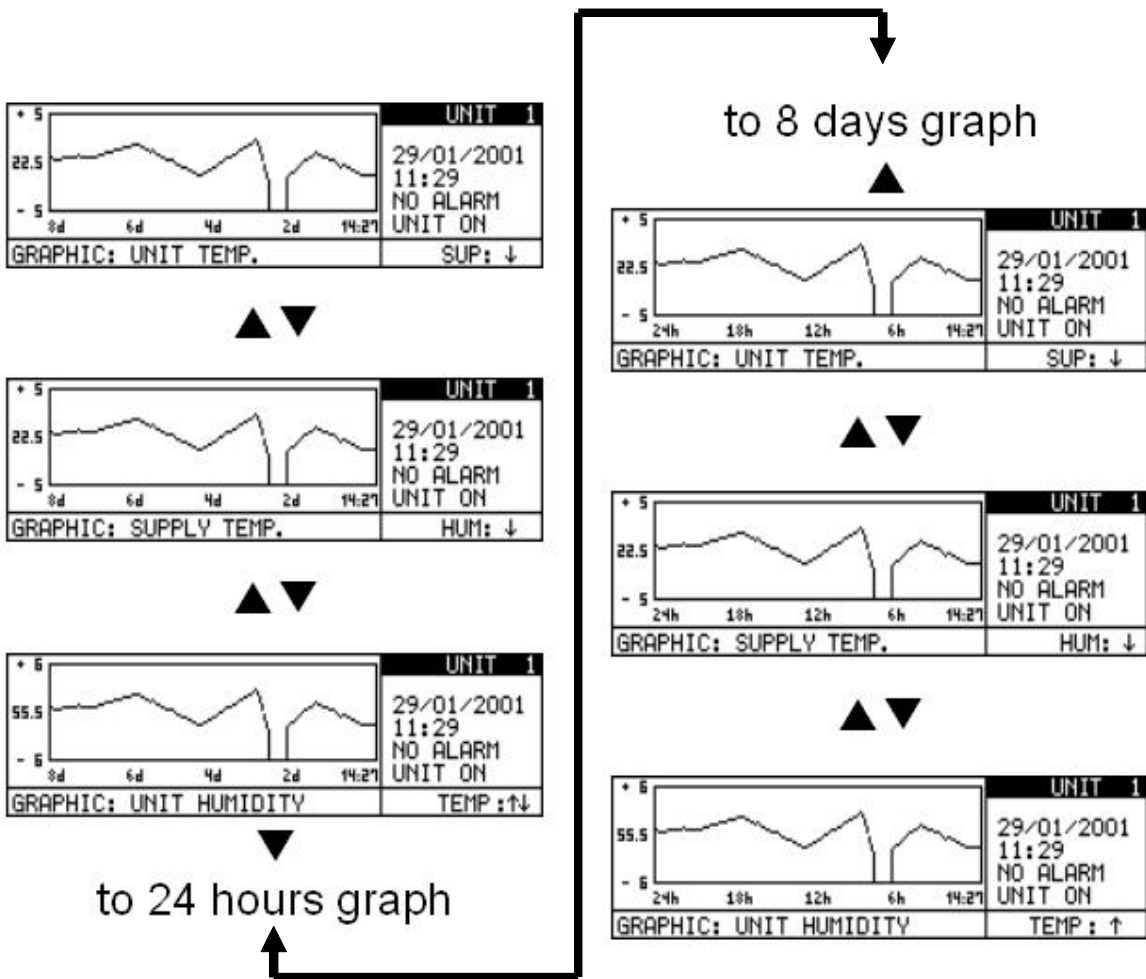 UNIT 1
+ 5
22.5
- 5
29/01/2001
11:29
NO ALARM
UNIT ON
8d 6d 4d 2d 14:27
GRAPHIC: UNIT TEMP. SUP: ↓
UNIT 1
+ 5
22.5
- 5
29/01/2001
11:29
NO ALARM
UNIT ON
8d 6d 4d 2d 14:27
GRAPHIC: SUPPLY TEMP. HUM: ↓
UNIT 1
+ 6
55.5
- 6
29/01/2001
11:29
NO ALARM
UNIT ON
8d 6d 4d 2d 14:27
GRAPHIC: UNIT HUMIDITY TEMP :↑↓
to 24 hours graph
to 8 days graph
UNIT 1
+ 5
22.5
- 5
29/01/2001
11:29
NO ALARM
UNIT ON
24h 18h 12h 6h 14:27
GRAPHIC: UNIT TEMP. SUP: ↓
UNIT 1
+ 5
22.5
- 5
29/01/2001
11:29
NO ALARM
UNIT ON
24h 18h 12h 6h 14:27
GRAPHIC: SUPPLY TEMP. HUM: ↓
UNIT 1
+ 6
55.5
- 6
29/01/2001
11:29
NO ALARM
UNIT ON
24h 18h 12h 6h 14:27
GRAPHIC: UNIT HUMIDITY TEMP : ↑